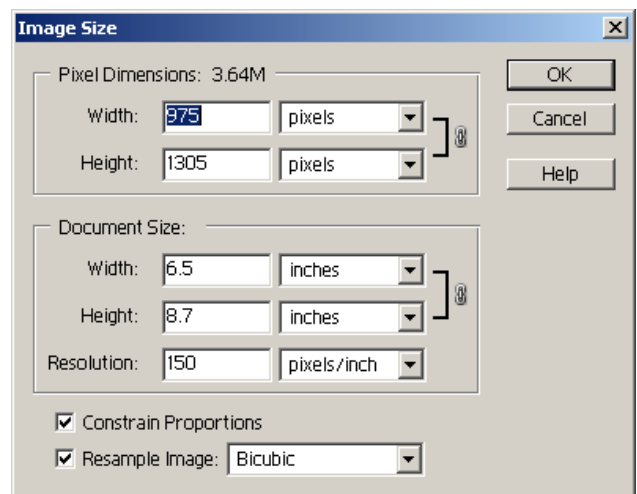 Image Size
Pixel Dimensions: 3.64M
OK
Width: 975 pixels
Cancel
Height: 1305 pixels
Help
Document Size:
Width: 6.5 inches
Height: 8.7 inches
Resolution: 150 pixels/inch
Constrain Proportions
Resample Image: Bicubic